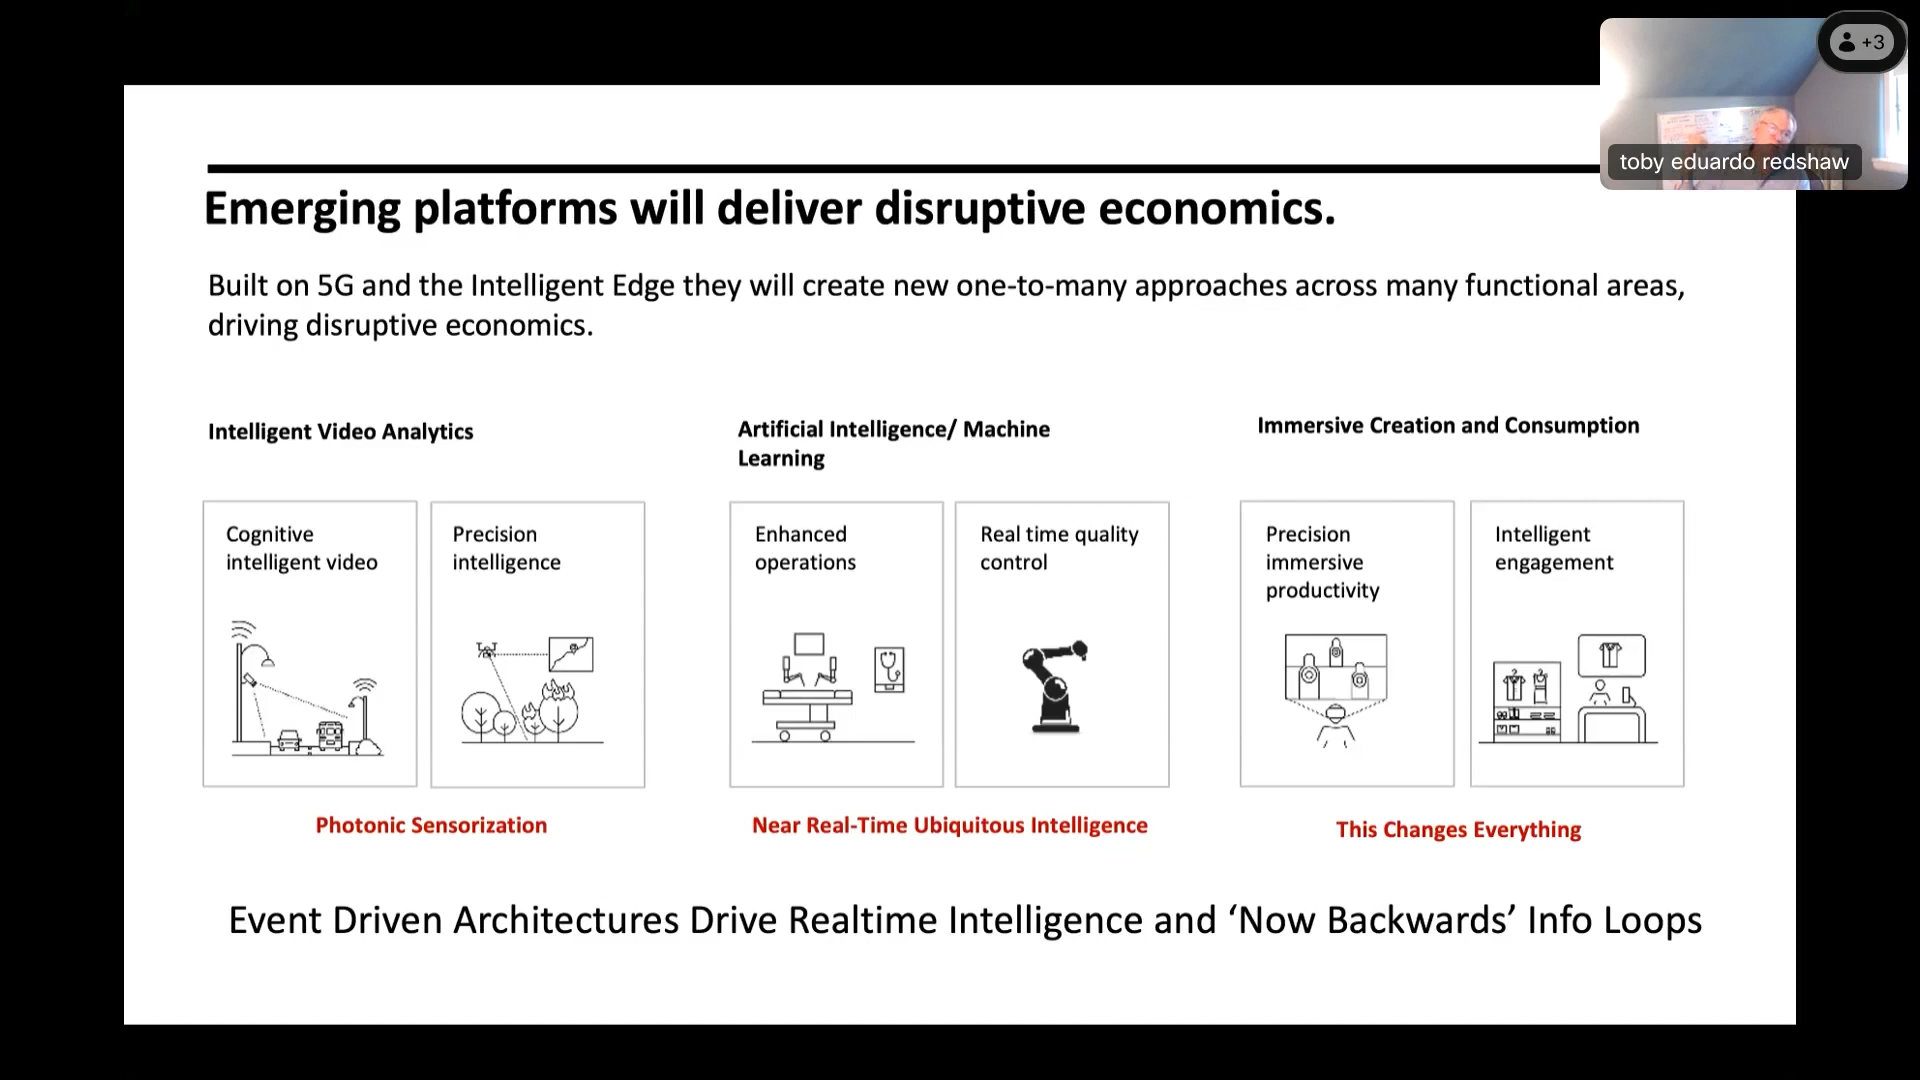 +3
toby eduardo redshaw
Emerging platforms will deliver disruptive economics.
Built on 5G and the Intelligent Edge they will create new one-to-many approaches across many functional areas,
driving disruptive economics.
Intelligent Video Analytics
Artificial Intelligence/ Machine
Learning
Immersive Creation and Consumption
Cognitive
intelligent video
Precision
intelligence
Enhanced
operations
Real time quality
control
Precision
immersive
productivity
Intelligent
engagement
Photonic Sensorization
Near Real-Time Ubiquitous Intelligence
This Changes Everything
Event Driven Architectures Drive Realtime Intelligence and ‘Now Backwards’ Info Loops